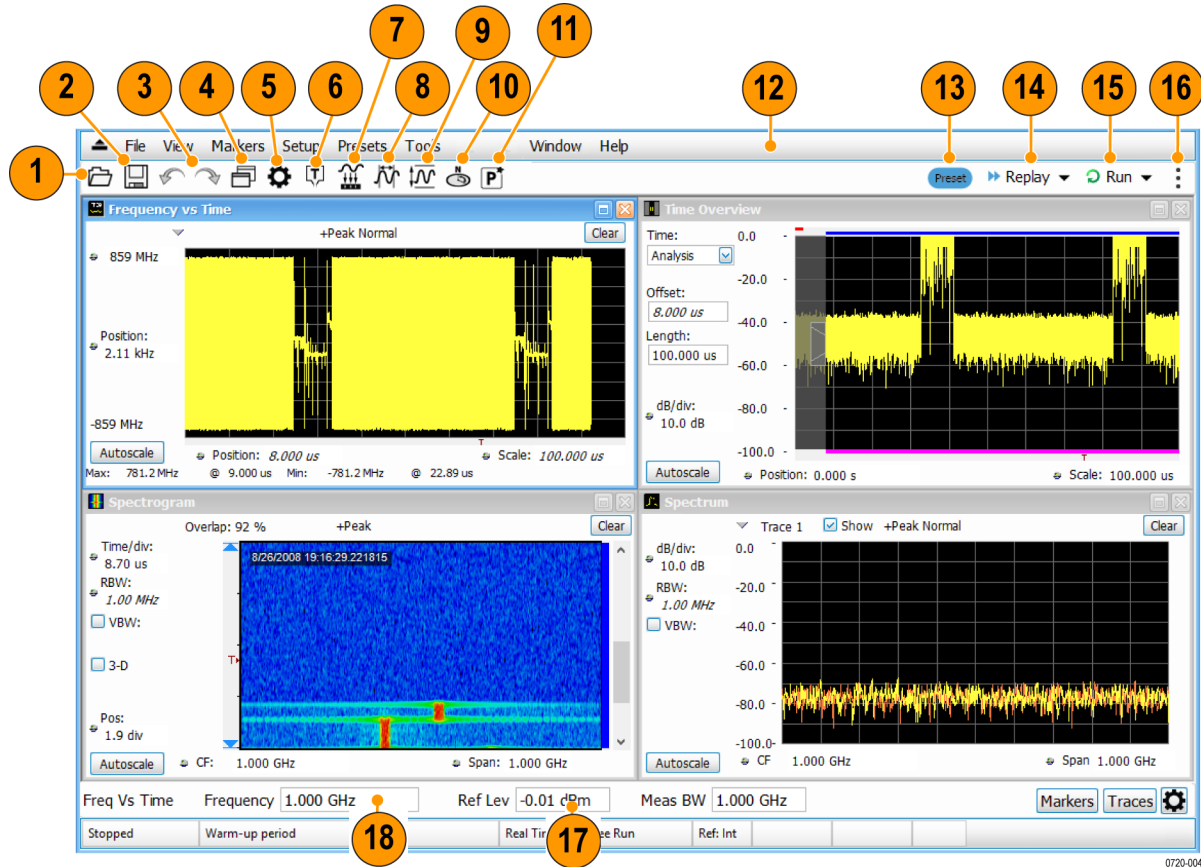 7 9 11
2 3 4 5 6 8 10 12 13 14 15 16
1
File View Markers Setup Presets Tools Window Help
T N P
Preset Replay Run
Frequency vs Time
+Peak Normal Clear
859 MHz
Position:
2.11 kHz
-859 MHz
T
Autoscale Position: 8.000 us Scale: 100.000 us
Max: 781.2 MHz @ 9.000 us Min: -781.2 MHz @ 22.89 us
Time Overview
Time:
Analysis
Offset:
8.000 us
Length:
100.000 us
dB/div:
10.0 dB
0.0 -
-20.0 -
-40.0 -
-60.0 -
-80.0 -
-100.0 -
T
Autoscale Position: 0.000 s Scale: 100.000 us
Spectrogram
Overlap: 92 % +Peak Clear
Time/div:
8.70 us
RBW:
1.00 MHz
VBW:
3-D
Pos:
1.9 div
8/26/2008 19:16:29.221815
T
Autoscale CF: 1.000 GHz Span: 1.000 GHz
Spectrum
Trace 1 Show +Peak Normal Clear
dB/div:
10.0 dB
RBW:
1.00 MHz
VBW:
0.0 -
-20.0 -
-40.0 -
-60.0 -
-80.0 -
-100.0-
Autoscale CF 1.000 GHz Span 1.000 GHz
Freq Vs Time Frequency 1.000 GHz Ref Lev -0.01 dBm Meas BW 1.000 GHz Markers Traces
Stopped Warm-up period Real Run Ref: Int
18 17